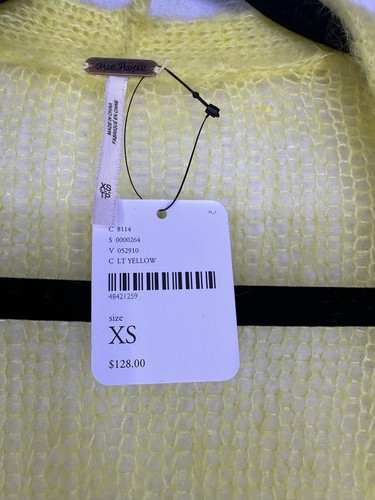 Free People
MADE IN CHINA
FABRIQUÉ EN CHINE
XS
C 8114
S 0000264
V 052910
C LT YELLOW
48421259
size
XS
$128.00